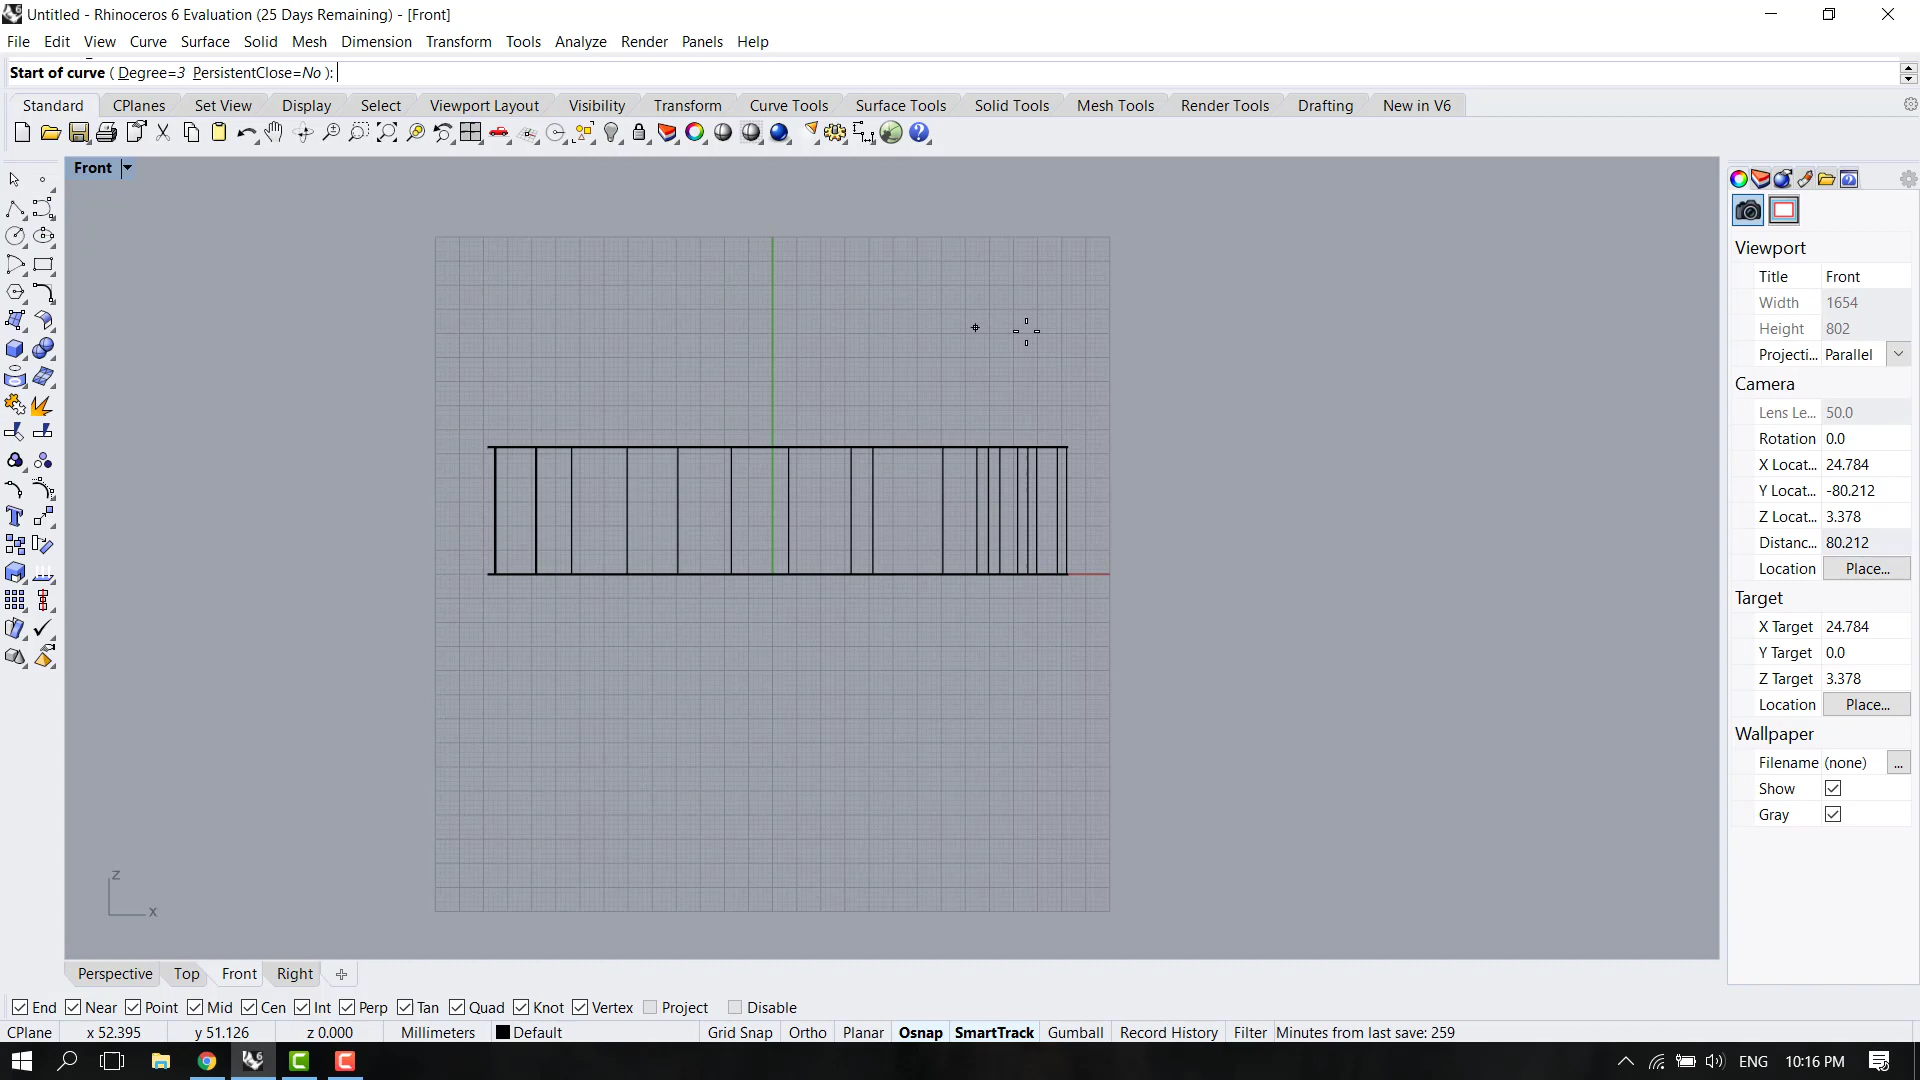 Untitled - Rhinoceros 6 Evaluation (25 Days Remaining) - [Front]
File Edit View Curve Surface Solid Mesh Dimension Transform Tools Analyze Render Panels Help
Start of curve ( Degree=3 PersistentClose=No ):
Standard CPlanes Set View Display Select Viewport Layout Visibility Transform Curve Tools Surface Tools Solid Tools Mesh Tools Render Tools Drafting New in V6
Front
Viewport
Title Front
Width 1654
Height 802
Projecti... Parallel
Camera
Lens Le... 50.0
Rotation 0.0
X Locat... 24.784
Y Locat... -80.212
Z Locat... 3.378
Distanc... 80.212
Location Place...
Target
X Target 24.784
Y Target 0.0
Z Target 3.378
Location Place...
Wallpaper
Filename (none) ...
Show
Gray
z
x
Perspective Top Front Right
End Near Point Mid Cen Int Perp Tan Quad Knot Vertex Project Disable
CPlane x 52.395 y 51.126 z 0.000 Millimeters Default Grid Snap Ortho Planar Osnap SmartTrack Gumball Record History Filter Minutes from last save: 259
ENG 10:16 PM